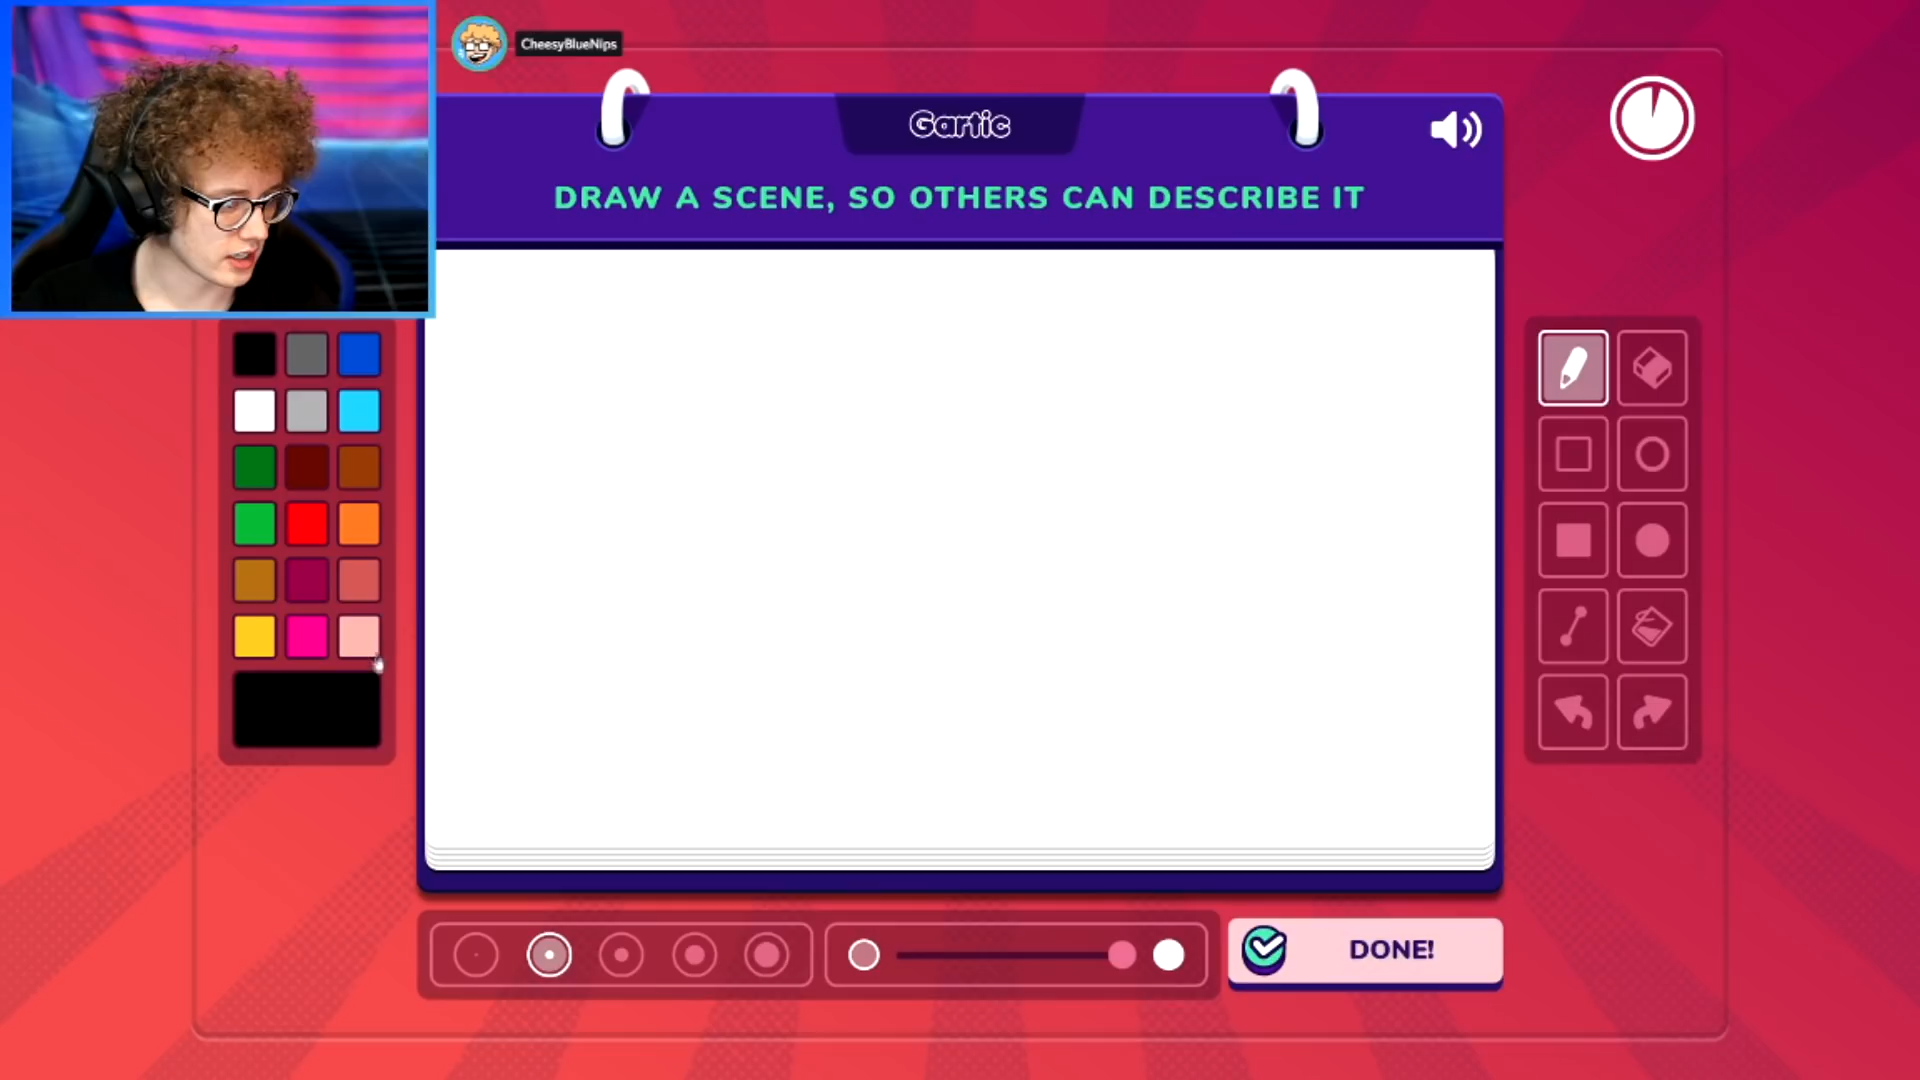 CheesyBlueNips
Gartic
DRAW A SCENE, SO OTHERS CAN DESCRIBE IT
DONE!